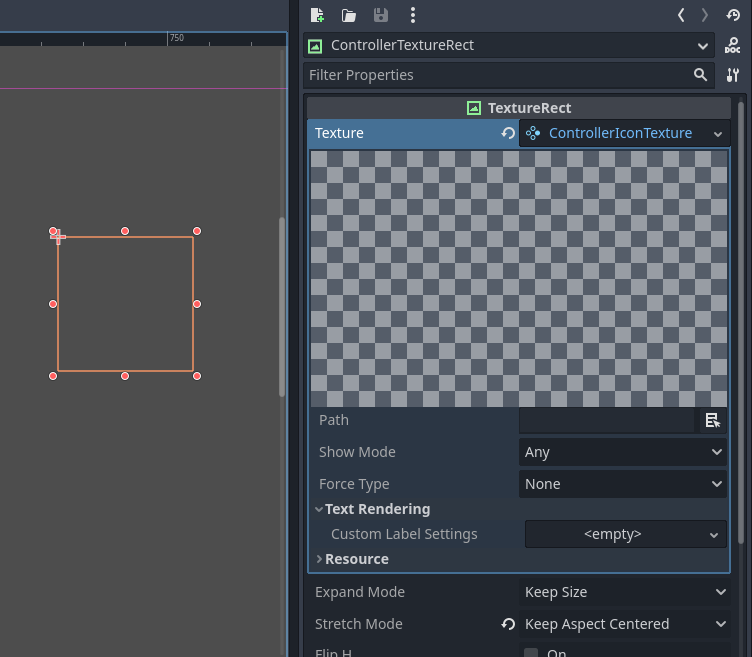 750
ControllerTextureRect
DOC
Filter Properties
TextureRect
Texture ControllerIconTexture
Path
Show Mode Any
Force Type None
Text Rendering
Custom Label Settings <empty>
Resource
Expand Mode Keep Size
Stretch Mode Keep Aspect Centered
Flip H On